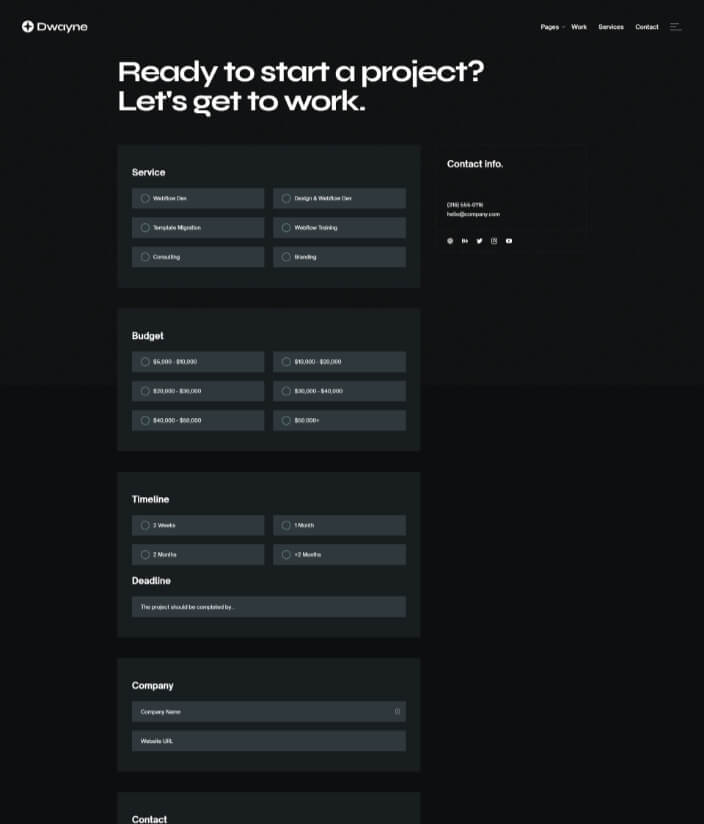 Dwayne
Pages Work Services Contact
Ready to start a project?
Let's get to work.
Service
Webflow Dev
Design & Webflow Dev
Template Migration
Webflow Training
Consulting
Branding
Contact info.
hello@company.com
Budget
$5,000 - $10,000
$10,000 - $20,000
$20,000 - $30,000
$30,000 - $40,000
$40,000 - $50,000
$50,000+
Timeline
2 Weeks
1 Month
2 Months
+2 Months
Deadline
The project should be completed by...
Company
Company Name
Website URL
Contact